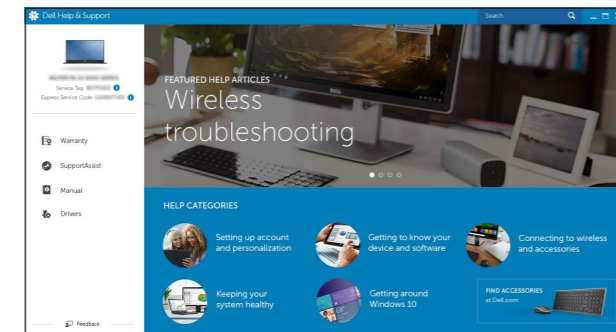 Dell Help & Support
Search
Service Tag:
Express Service Code:
Warranty
SupportAssist
Manual
Drivers
Feedback
FEATURED HELP ARTICLES
Wireless
troubleshooting
HELP CATEGORIES
Setting up account
and personalization
Getting to know your
device and software
Connecting to wireless
and accessories
Keeping your
system healthy
Getting around
Windows 10
FIND ACCESSORIES
at Dell.com